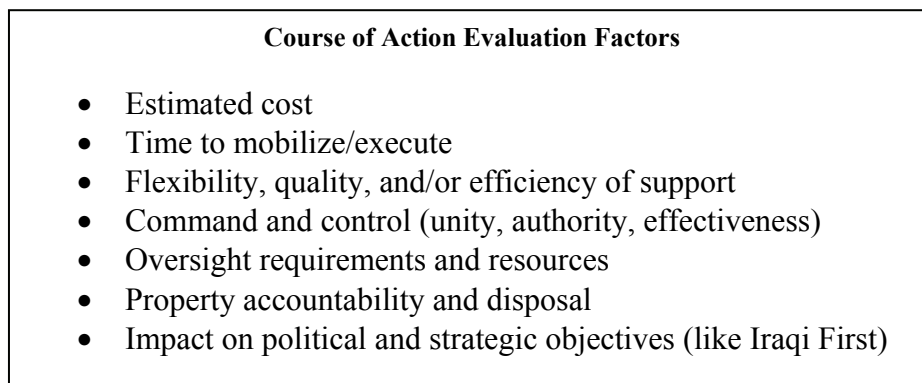 Course of Action Evaluation Factors
• Estimated cost
• Time to mobilize/execute
• Flexibility, quality, and/or efficiency of support
• Command and control (unity, authority, effectiveness)
• Oversight requirements and resources
• Property accountability and disposal
• Impact on political and strategic objectives (like Iraqi First)